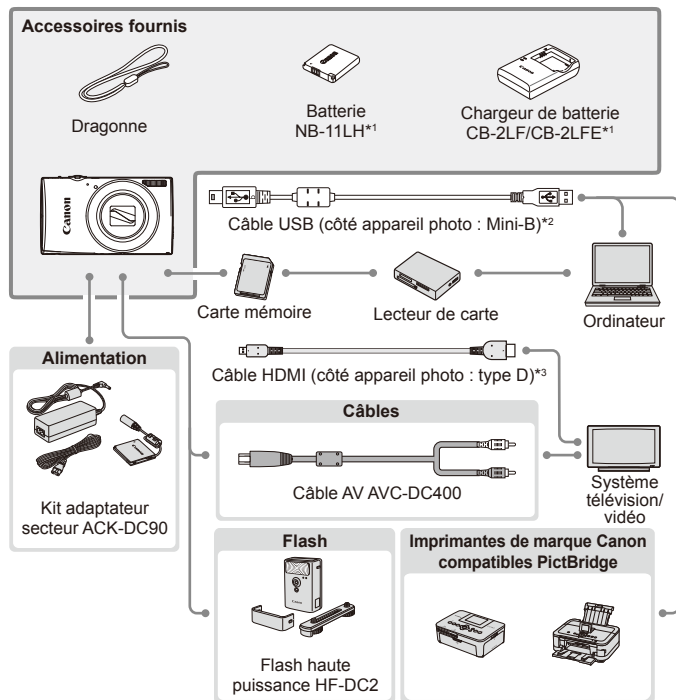 Accessoires fournis
Dragonne
Batterie
NB-11LH*1
Chargeur de batterie
CB-2LF/CB-2LFE*1
Canon
Câble USB (côté appareil photo : Mini-B)*2
Carte mémoire
Lecteur de carte
Ordinateur
Alimentation
Kit adaptateur
secteur ACK-DC90
Câble HDMI (côté appareil photo : type D)*3
Câbles
Câble AV AVC-DC400
Système
télévision/
vidéo
Flash
Flash haute
puissance HF-DC2
Imprimantes de marque Canon
compatibles PictBridge